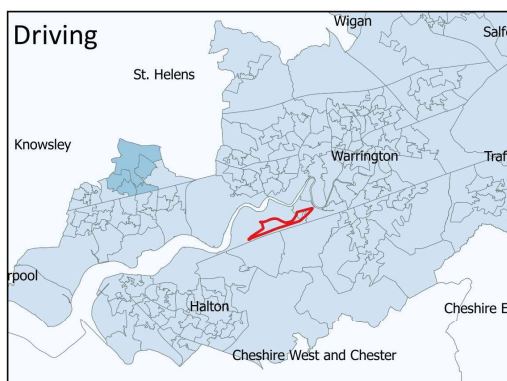 Driving
Wigan
Salf
St. Helens
Knowsley
Warrington
Traf
rpool
Halton
Cheshire E
Cheshire West and Chester